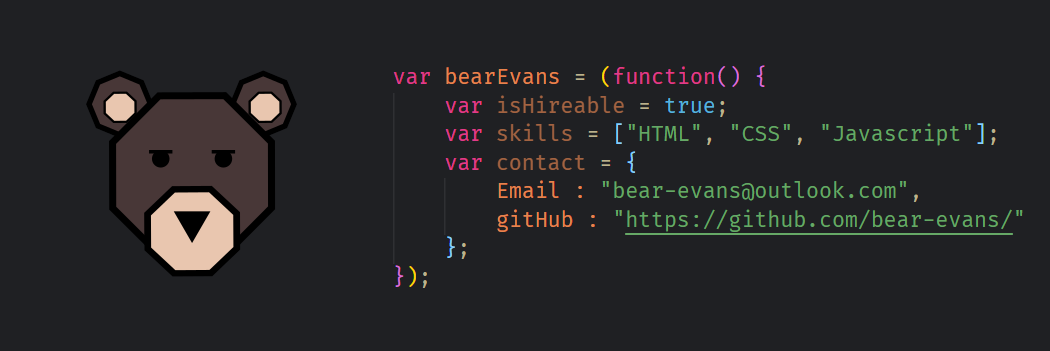 var bearEvans = (function() {
var isHireable = true;
var skills = ["HTML", "CSS", "Javascript"];
var contact = {
Email : "bear-evans@outlook.com",
gitHub : "https://github.com/bear-evans/"
};
});